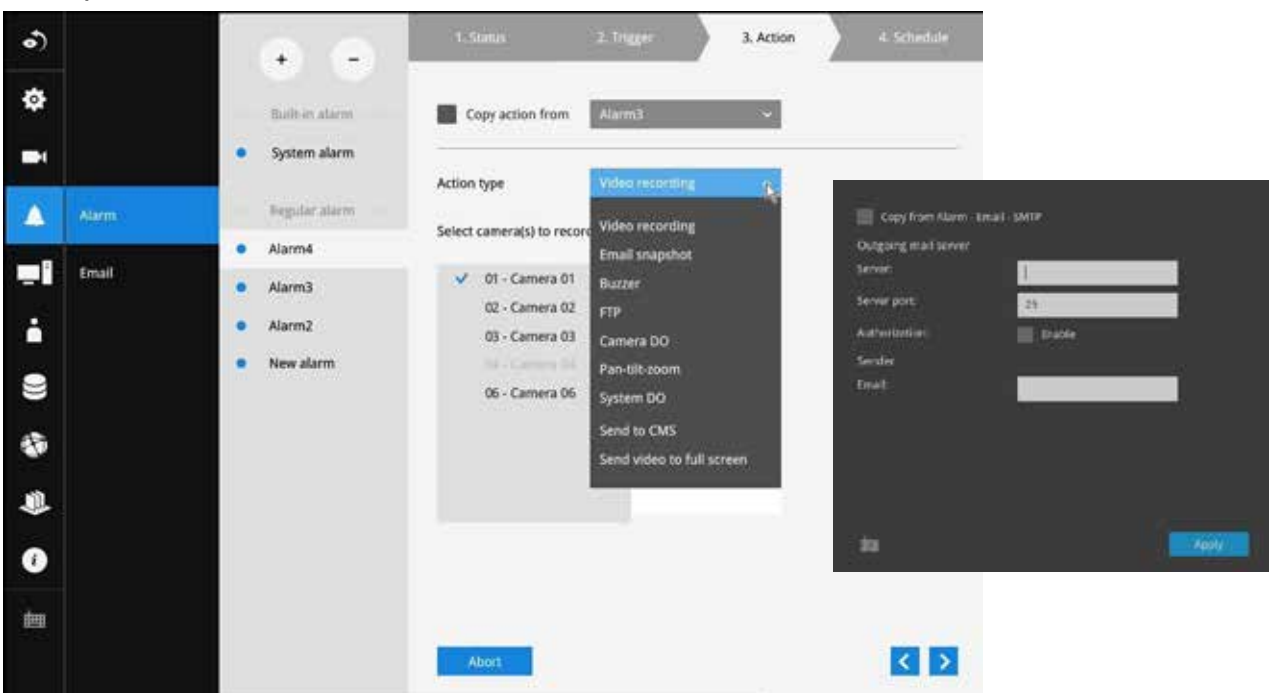 1. Status
2. Trigger
3. Action
4. Schedule
+
-
Built-in alarm
Copy action from
Alarm3
System alarm
Action type
Video recording
Alarm
Regular alarm
Select camera(s) to recor
Alarm4
Email
Alarm3
Alarm2
New alarm
01 - Camera 01
02 - Camera 02
03 - Camera 03
04 - Camera 04
06 - Camera 06
Video recording
Email snapshot
Buzzer
FTP
Camera DO
Pan-tilt-zoom
System DO
Send to CMS
Send video to full screen
Copy from Alarm - Email - SMTP
Outgoing mail server
Server:
Server port:
25
Authorization:
Enable
Sender
Email:
Apply
Abort